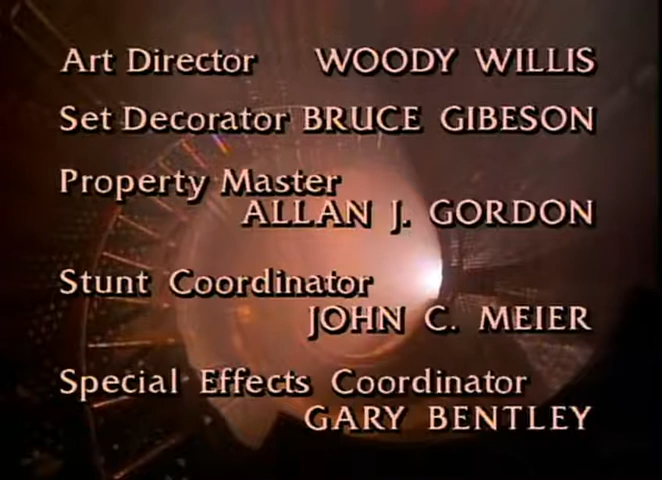 Art Director WOODY WILLIS
Set Decorator BRUCE GIBESON
Property Master
ALLAN J. GORDON
Stunt Coordinator
JOHN C. MEIER
Special Effects Coordinator
GARY BENTLEY